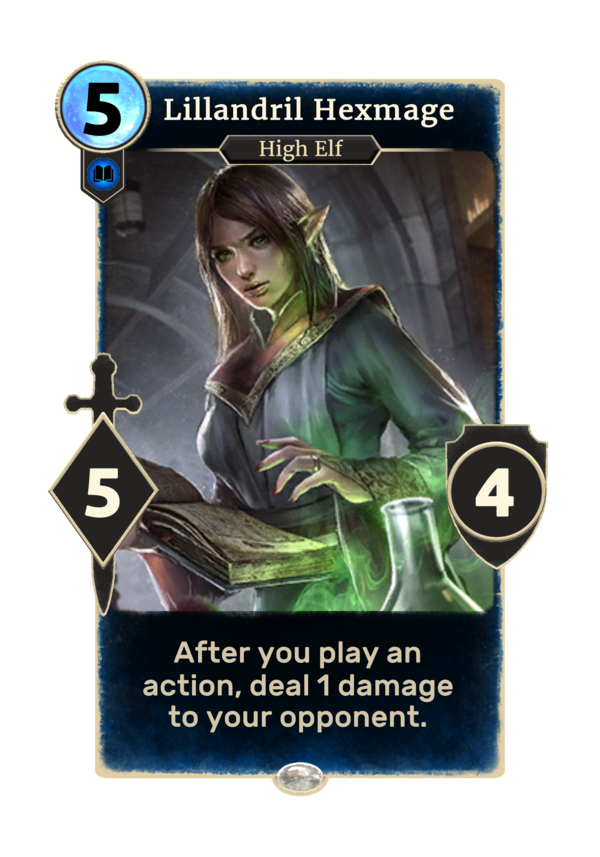 5
Lillandril Hexmage
High Elf
5
4
After you play an
action, deal 1 damage
to your opponent.